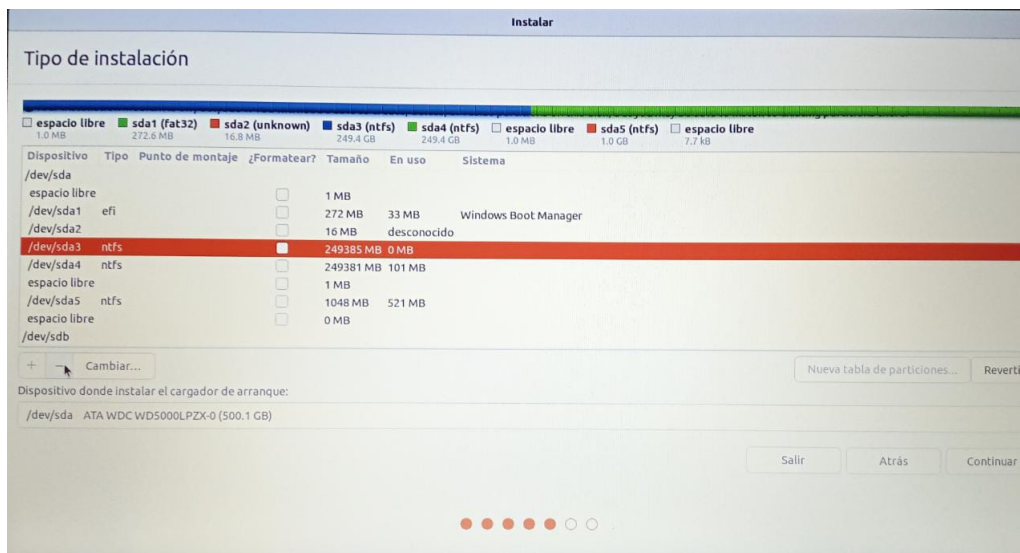 Instalar
Tipo de instalación
espacio libre sda1 (fat32) sda2 (unknown) sda3 (ntfs) sda4 (ntfs) espacio libre sda5 (ntfs) espacio libre
1.0 MB 272.6 MB 16.8 MB 249.4 GB 249.4 GB 1.0 MB 1.0 GB 7.7 kB
Dispositivo Tipo Punto de montaje ¿Formatear? Tamaño En uso Sistema
/dev/sda
espacio libre 1 MB
/dev/sda1 efi 272 MB 33 MB Windows Boot Manager
/dev/sda2 16 MB desconocido
/dev/sda3 ntfs 249385 MB 0 MB
/dev/sda4 ntfs 249381 MB 101 MB
espacio libre 1 MB
/dev/sda5 ntfs 1048 MB 521 MB
espacio libre 0 MB
/dev/sdb
+ − Cambiar... Nueva tabla de particiones... Reverti
Dispositivo donde instalar el cargador de arranque:
/dev/sda ATA WDC WD5000LPZX-0 (500.1 GB)
Salir Atrás Continuar